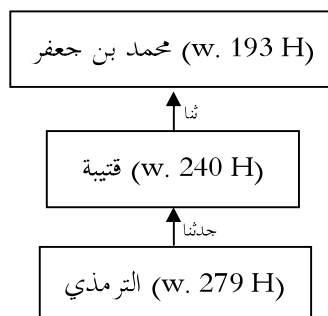 محمد بن جعفر (w. 193 H)
ثنا
قتيبة (w. 240 H)
حدثنا
الترمذي (w. 279 H)